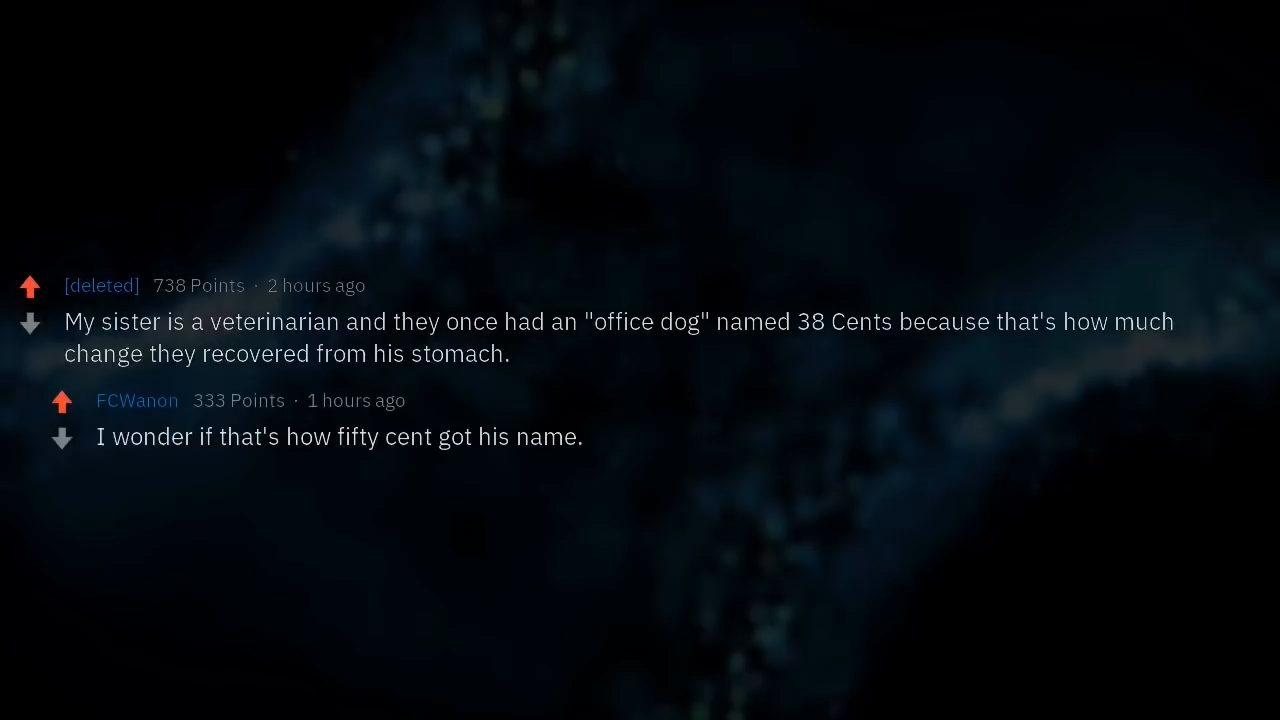 [deleted] 738 Points · 2 hours ago
My sister is a veterinarian and they once had an "office dog" named 38 Cents because that's how much
change they recovered from his stomach.
FCWanon 333 Points · 1 hours ago
I wonder if that's how fifty cent got his name.